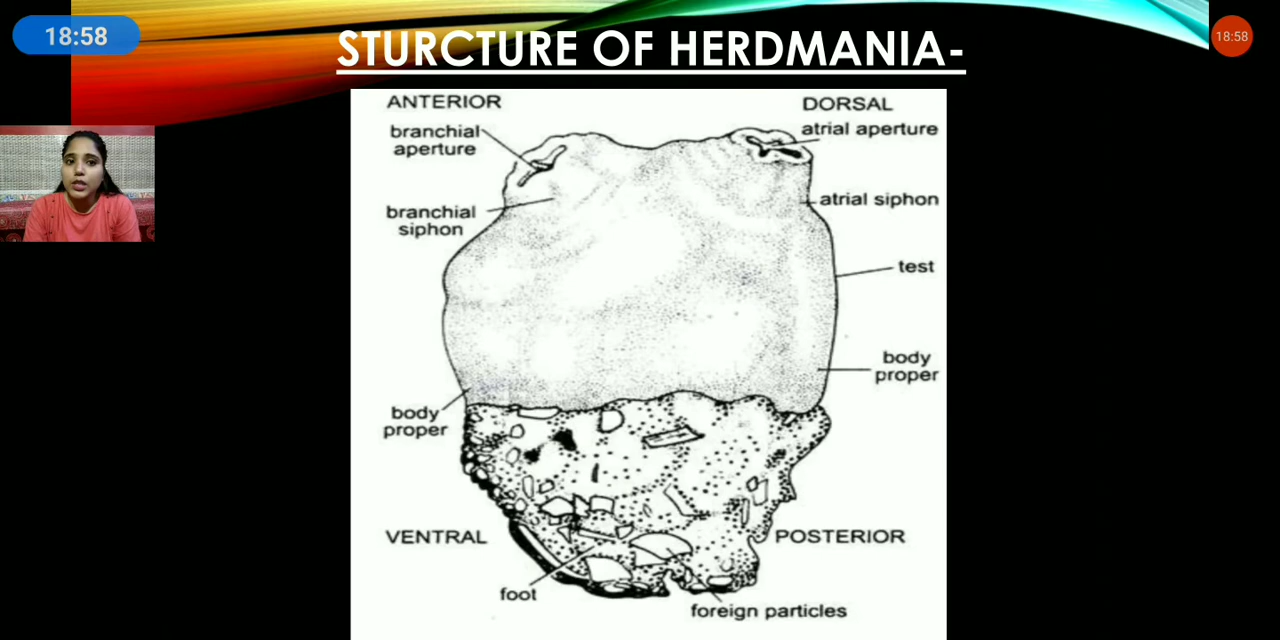 18:58
STURCTURE OF HERDMANIA-
18:58
ANTERIOR
DORSAL
branchial
aperture
atrial aperture
branchial
siphon
atrial siphon
test
body
proper
body
proper
VENTRAL
POSTERIOR
foot
foreign particles